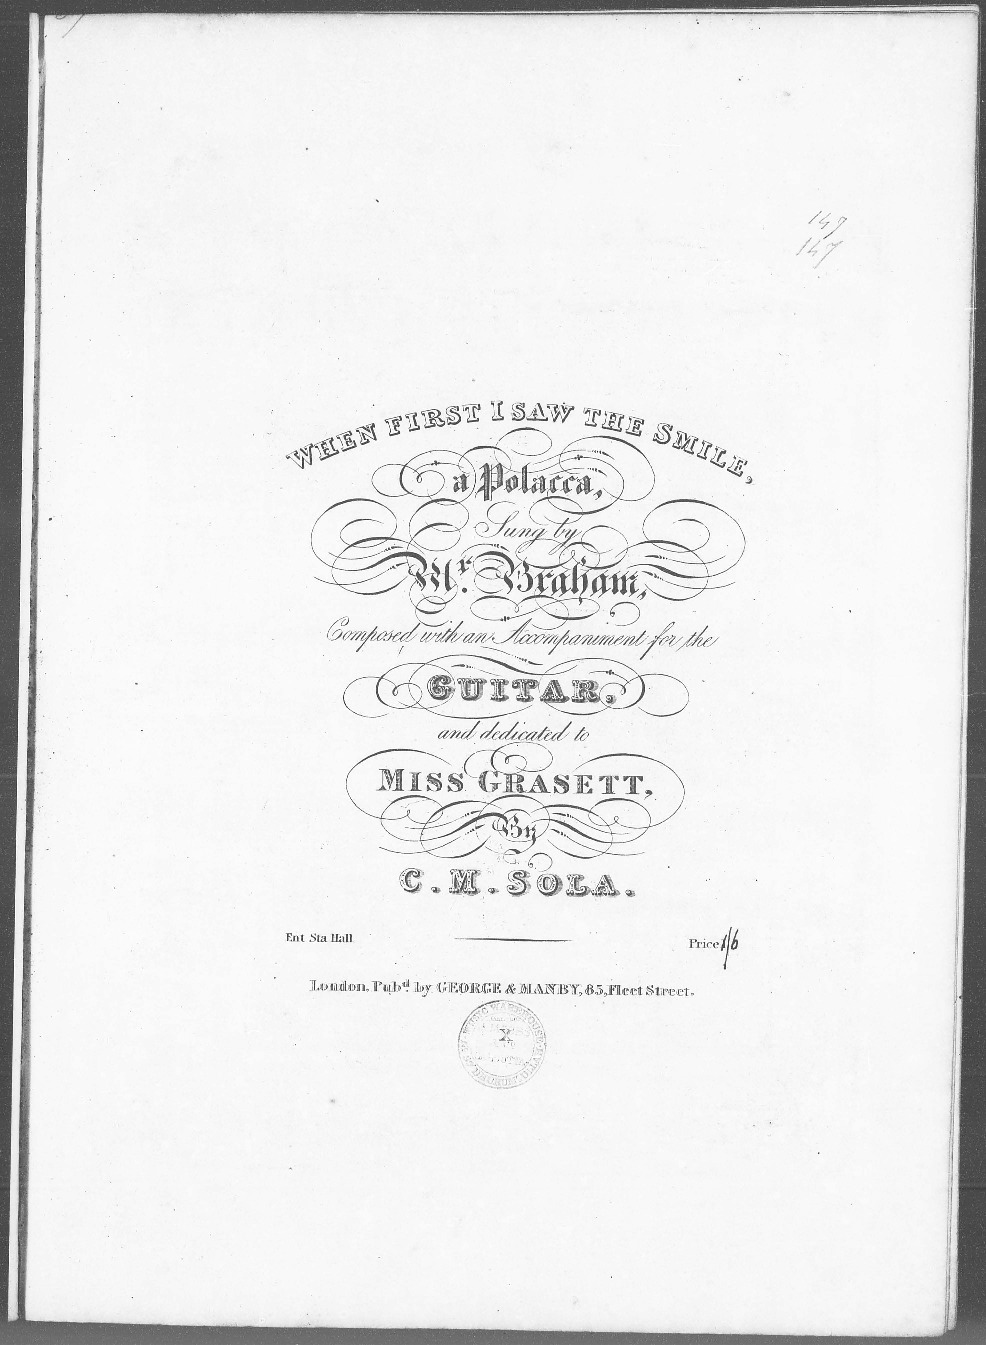 147
147
WHEN FIRST I SAW THE SMILE,
a Polacca,
Sung by
Mr. Braham,
Composed with an Accompaniment for the
GUITAR,
and dedicated to
MISS GRASETT,
By
C. M. SOLA.
Ent Sta Hall
Price 1/6
London, Pubd. by GEORGE & MANBY, 85, Fleet Street.
MUSIC WAREHOUSE
X